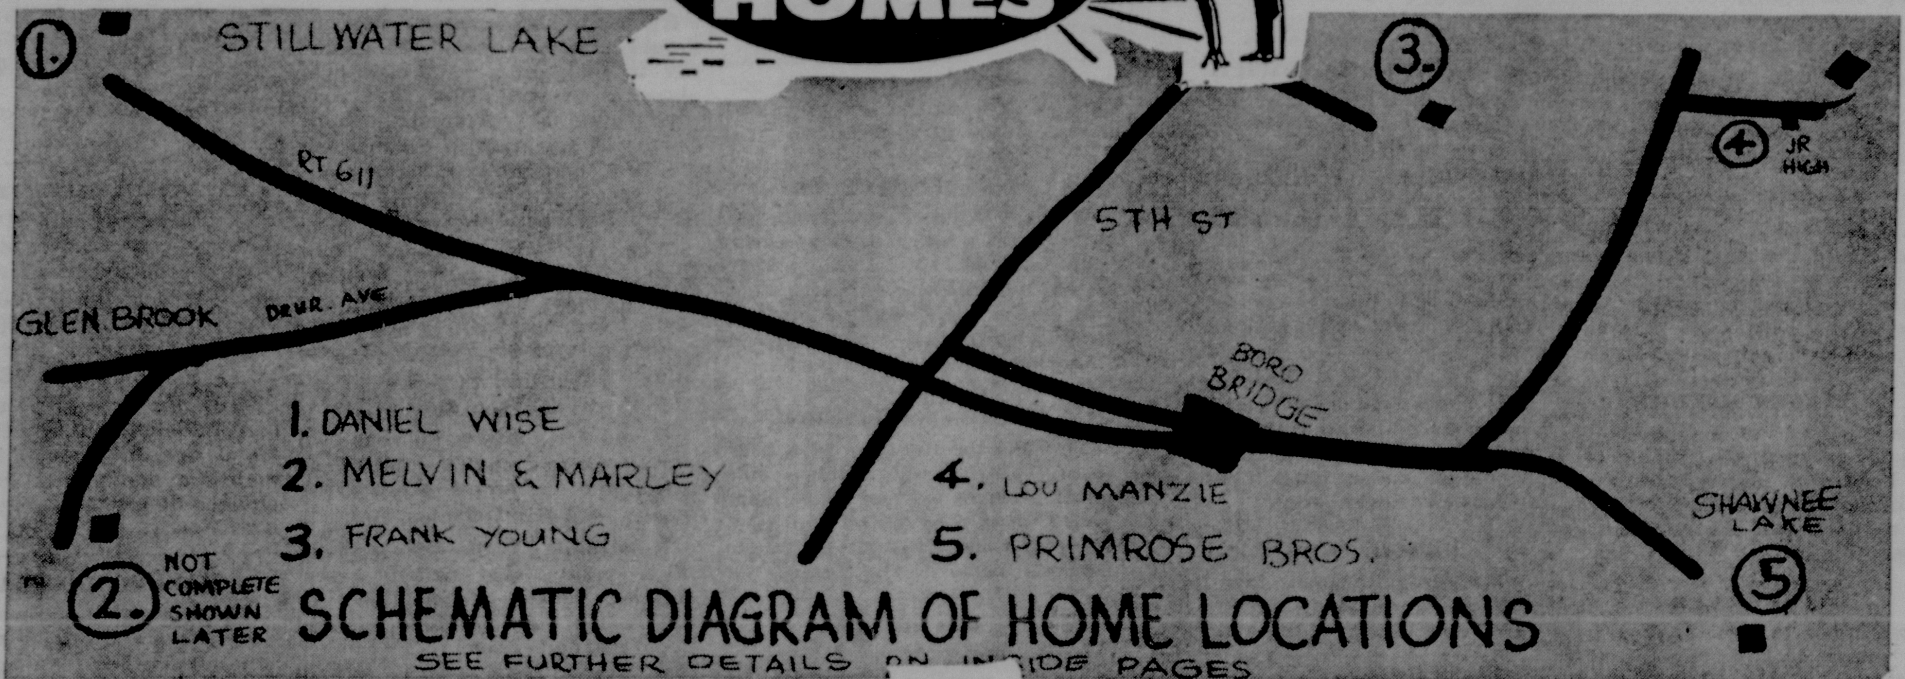 HOMES
1.
STILLWATER LAKE
3.
4
JR
HIGH
RT 611
5TH ST
GLEN BROOK
DRHR. AVE
BORO
BRIDGE
1. DANIEL WISE
2. MELVIN & MARLEY
3. FRANK YOUNG
4. LOU MANZIE
5. PRIMROSE BROS.
SHAWNEE
LAKE
5
2.
NOT
COMPLETE
SHOWN
LATER
SCHEMATIC DIAGRAM OF HOME LOCATIONS
SEE FURTHER DETAILS ON INSIDE PAGES